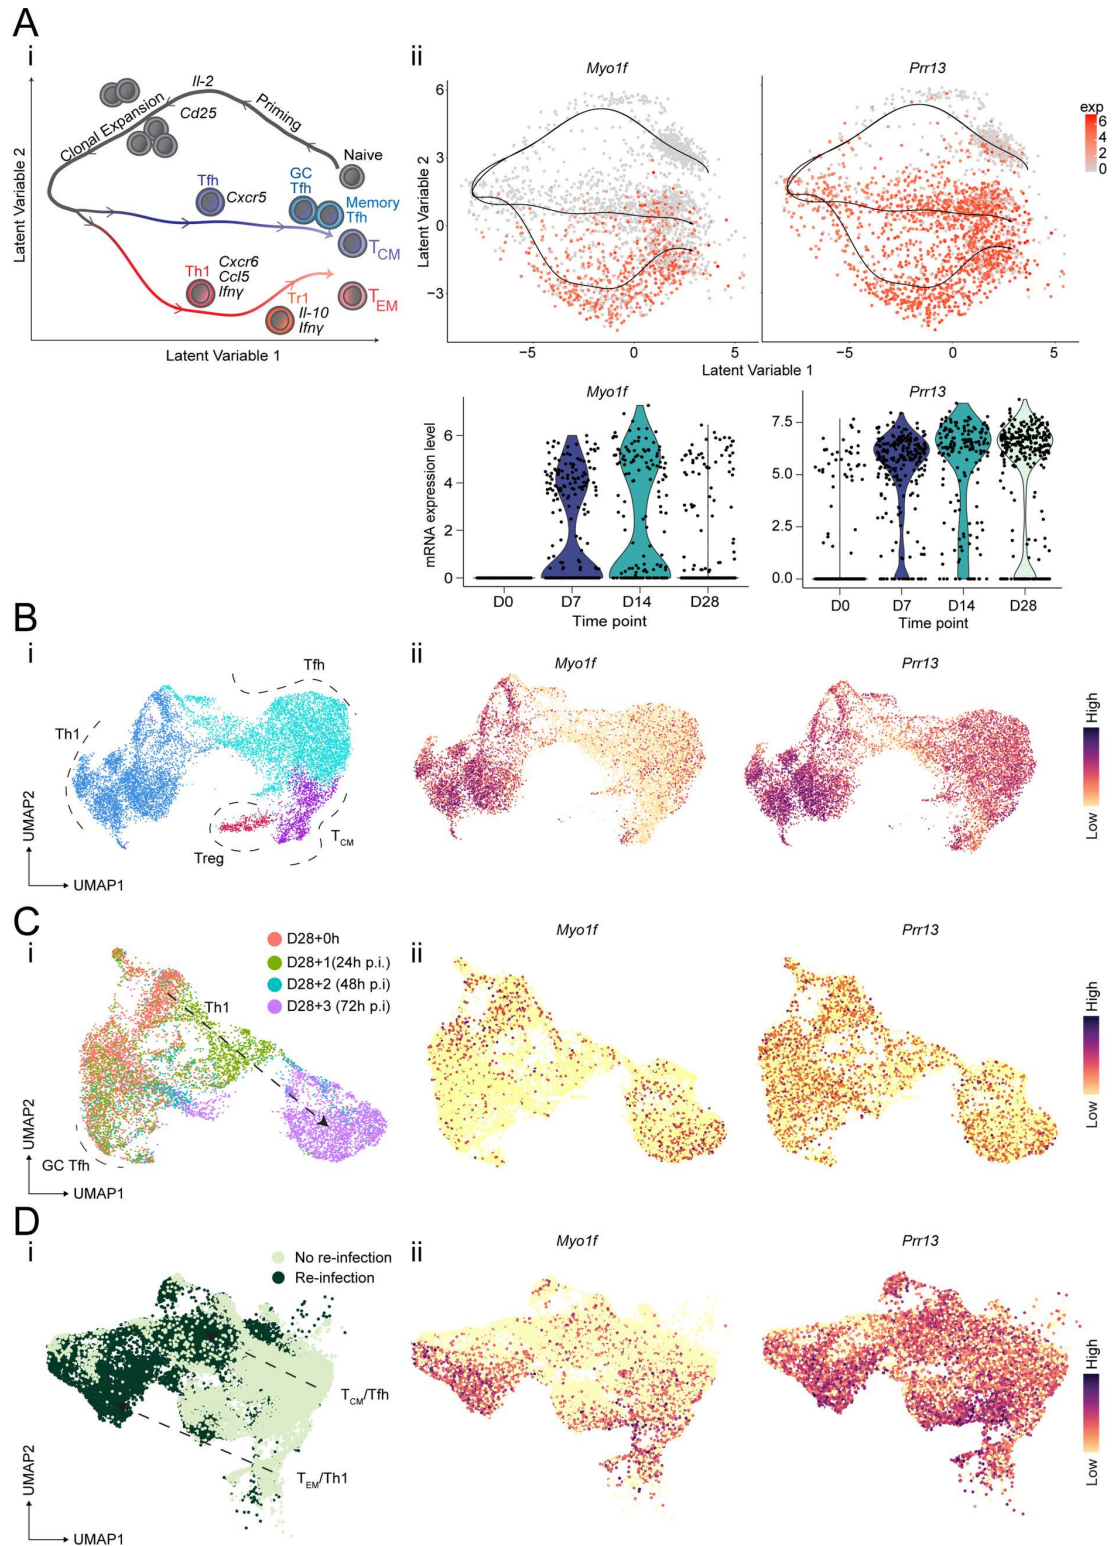 A
i
Il-2
Cd25
Clonal Expansion
Priming
Naive
Tfh
Cxcr5
GC
Tfh
Memory
Tfh
TCM
Th1
Cxcr6
Ccl5
Ifnγ
Tr1
Il-10
Ifnγ
TEM
Latent Variable 2
Latent Variable 1
ii
Myo1f
Prr13
6
3
0
−3
Latent Variable 2
−5
0
5
−5
0
5
Latent Variable 1
exp
6
4
2
0
Myo1f
Prr13
mRNA expression level
6
4
2
0
D0
D7
D14
D28
Time point
7.5
5.0
2.5
0.0
D0
D7
D14
D28
Time point
B
i
Tfh
Th1
Treg
TCM
UMAP2
UMAP1
ii
Myo1f
Prr13
High
Low
C
i
D28+0h
D28+1(24h p.i.)
D28+2 (48h p.i)
D28+3 (72h p.i)
Th1
GC Tfh
UMAP2
UMAP1
ii
Myo1f
Prr13
High
Low
D
i
No re-infection
Re-infection
TCM/Tfh
TEM/Th1
UMAP2
UMAP1
ii
Myo1f
Prr13
High
Low